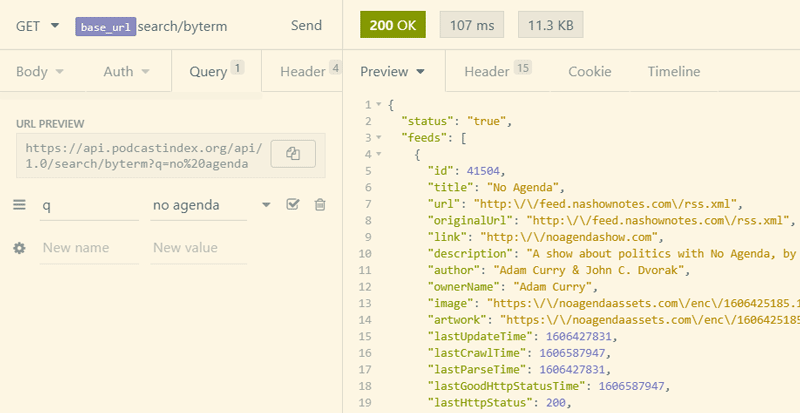 GET base_url search/byterm Send
Body Auth Query 1 Header 4
URL PREVIEW
https://api.podcastindex.org/api/
1.0/search/byterm?q=no%20agenda
q no agenda
New name New value
200 OK 107 ms 11.3 KB
Preview Header 15 Cookie Timeline
1 {
2 "status": "true",
3 "feeds": [
4 {
5 "id": 41504,
6 "title": "No Agenda",
7 "url": "http:\/\/feed.nashownotes.com\/rss.xml",
8 "originalUrl": "http:\/\/feed.nashownotes.com\/rss.xml",
9 "link": "http:\/\/noagendashow.com",
10 "description": "A show about politics with No Agenda, by
11 "author": "Adam Curry & John C. Dvorak",
12 "ownerName": "Adam Curry",
13 "image": "https:\/\/noagendaassets.com\/enc\/1606425185.1
14 "artwork": "https:\/\/noagendaassets.com\/enc\/1606425185
15 "lastUpdateTime": 1606427831,
16 "lastCrawlTime": 1606587947,
17 "lastParseTime": 1606427831,
18 "lastGoodHttpStatusTime": 1606587947,
19 "lastHttpStatus": 200,